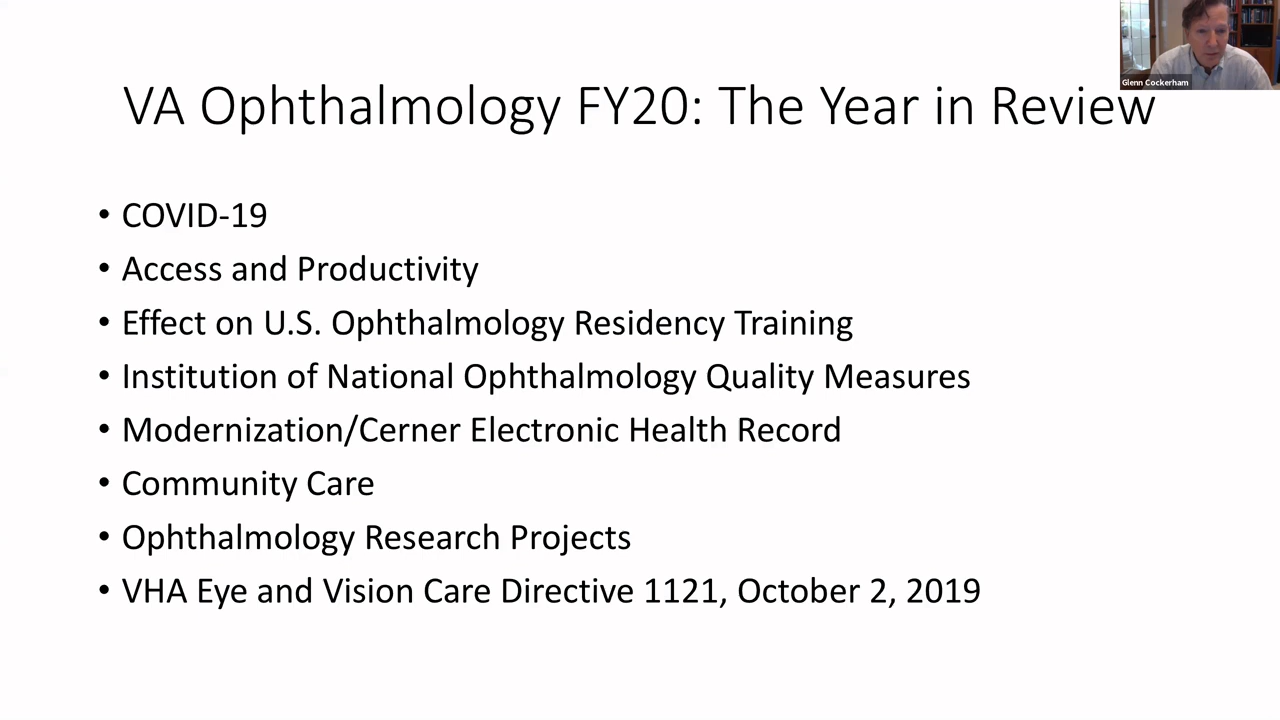 Glenn Cockerham
VA Ophthalmology FY20: The Year in Review
• COVID-19
• Access and Productivity
• Effect on U.S. Ophthalmology Residency Training
• Institution of National Ophthalmology Quality Measures
• Modernization/Cerner Electronic Health Record
• Community Care
• Ophthalmology Research Projects
• VHA Eye and Vision Care Directive 1121, October 2, 2019